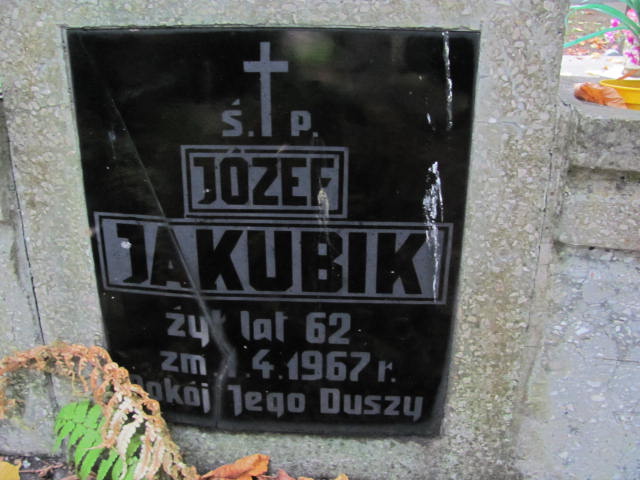 Ś. P.
JÓZEF
JAKUBIK
żył lat 62
zm 4.1967 r.
Pokój Jego Duszy